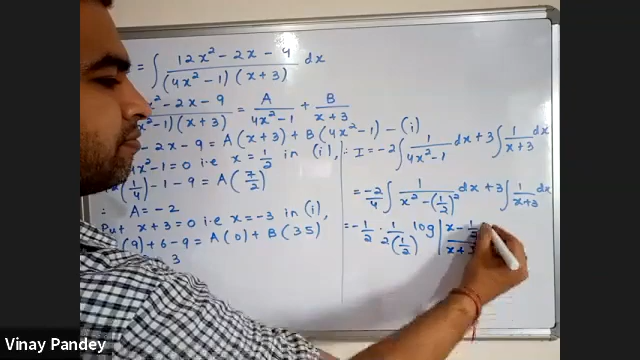 = ∫ 12x² - 2x - 4 / (4x² - 1)(x + 3) dx
x² - 2x - 9 / x² - 1)(x + 3) = A / 4x² - 1 + B / x + 3
- 2x - 9 = A(x + 3) + B(4x² - 1) - (i)
4x² - 1 = 0 i.e x = 1/2 in (i),
(1/4) - 1 - 9 = A(7/2)
∴ A = -2
Put x + 3 = 0 i.e x = -3 in (i),
(9) + 6 - 9 = A(0) + B(35)
3
∴ I = -2 ∫ 1 / 4x² - 1 dx + 3 ∫ 1 / x + 3 dx
= -2/4 ∫ 1 / x² - (1/2)² dx + 3 ∫ 1 / x + 3 dx
= -1/2 · 1 / 2(1/2) log | x - 1/2 / x +
Vinay Pandey